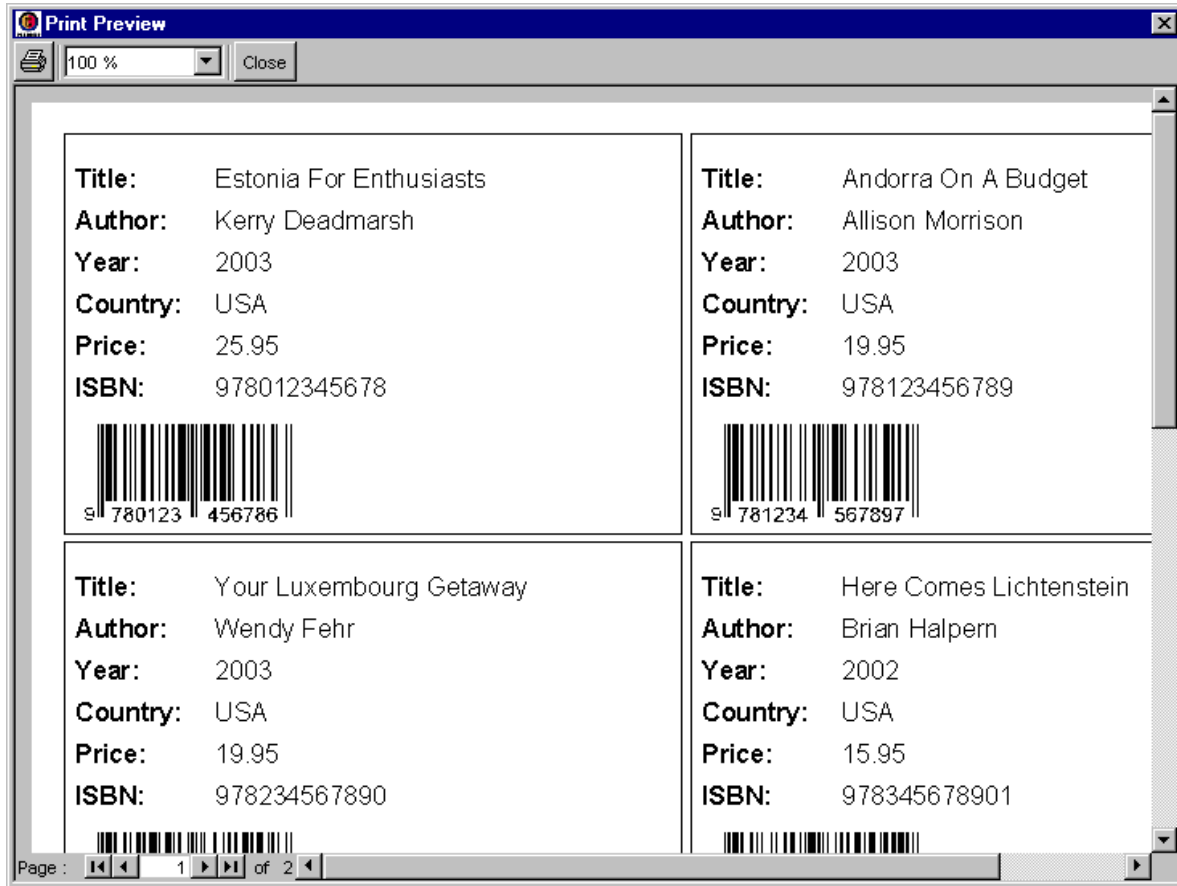 Print Preview
100 %
Close
Title: Estonia For Enthusiasts
Author: Kerry Deadmarsh
Year: 2003
Country: USA
Price: 25.95
ISBN: 978012345678
9 780123 456786
Title: Andorra On A Budget
Author: Allison Morrison
Year: 2003
Country: USA
Price: 19.95
ISBN: 978123456789
9 781234 567897
Title: Your Luxembourg Getaway
Author: Wendy Fehr
Year: 2003
Country: USA
Price: 19.95
ISBN: 978234567890
Title: Here Comes Lichtenstein
Author: Brian Halpern
Year: 2002
Country: USA
Price: 15.95
ISBN: 978345678901
Page : 1 of 2